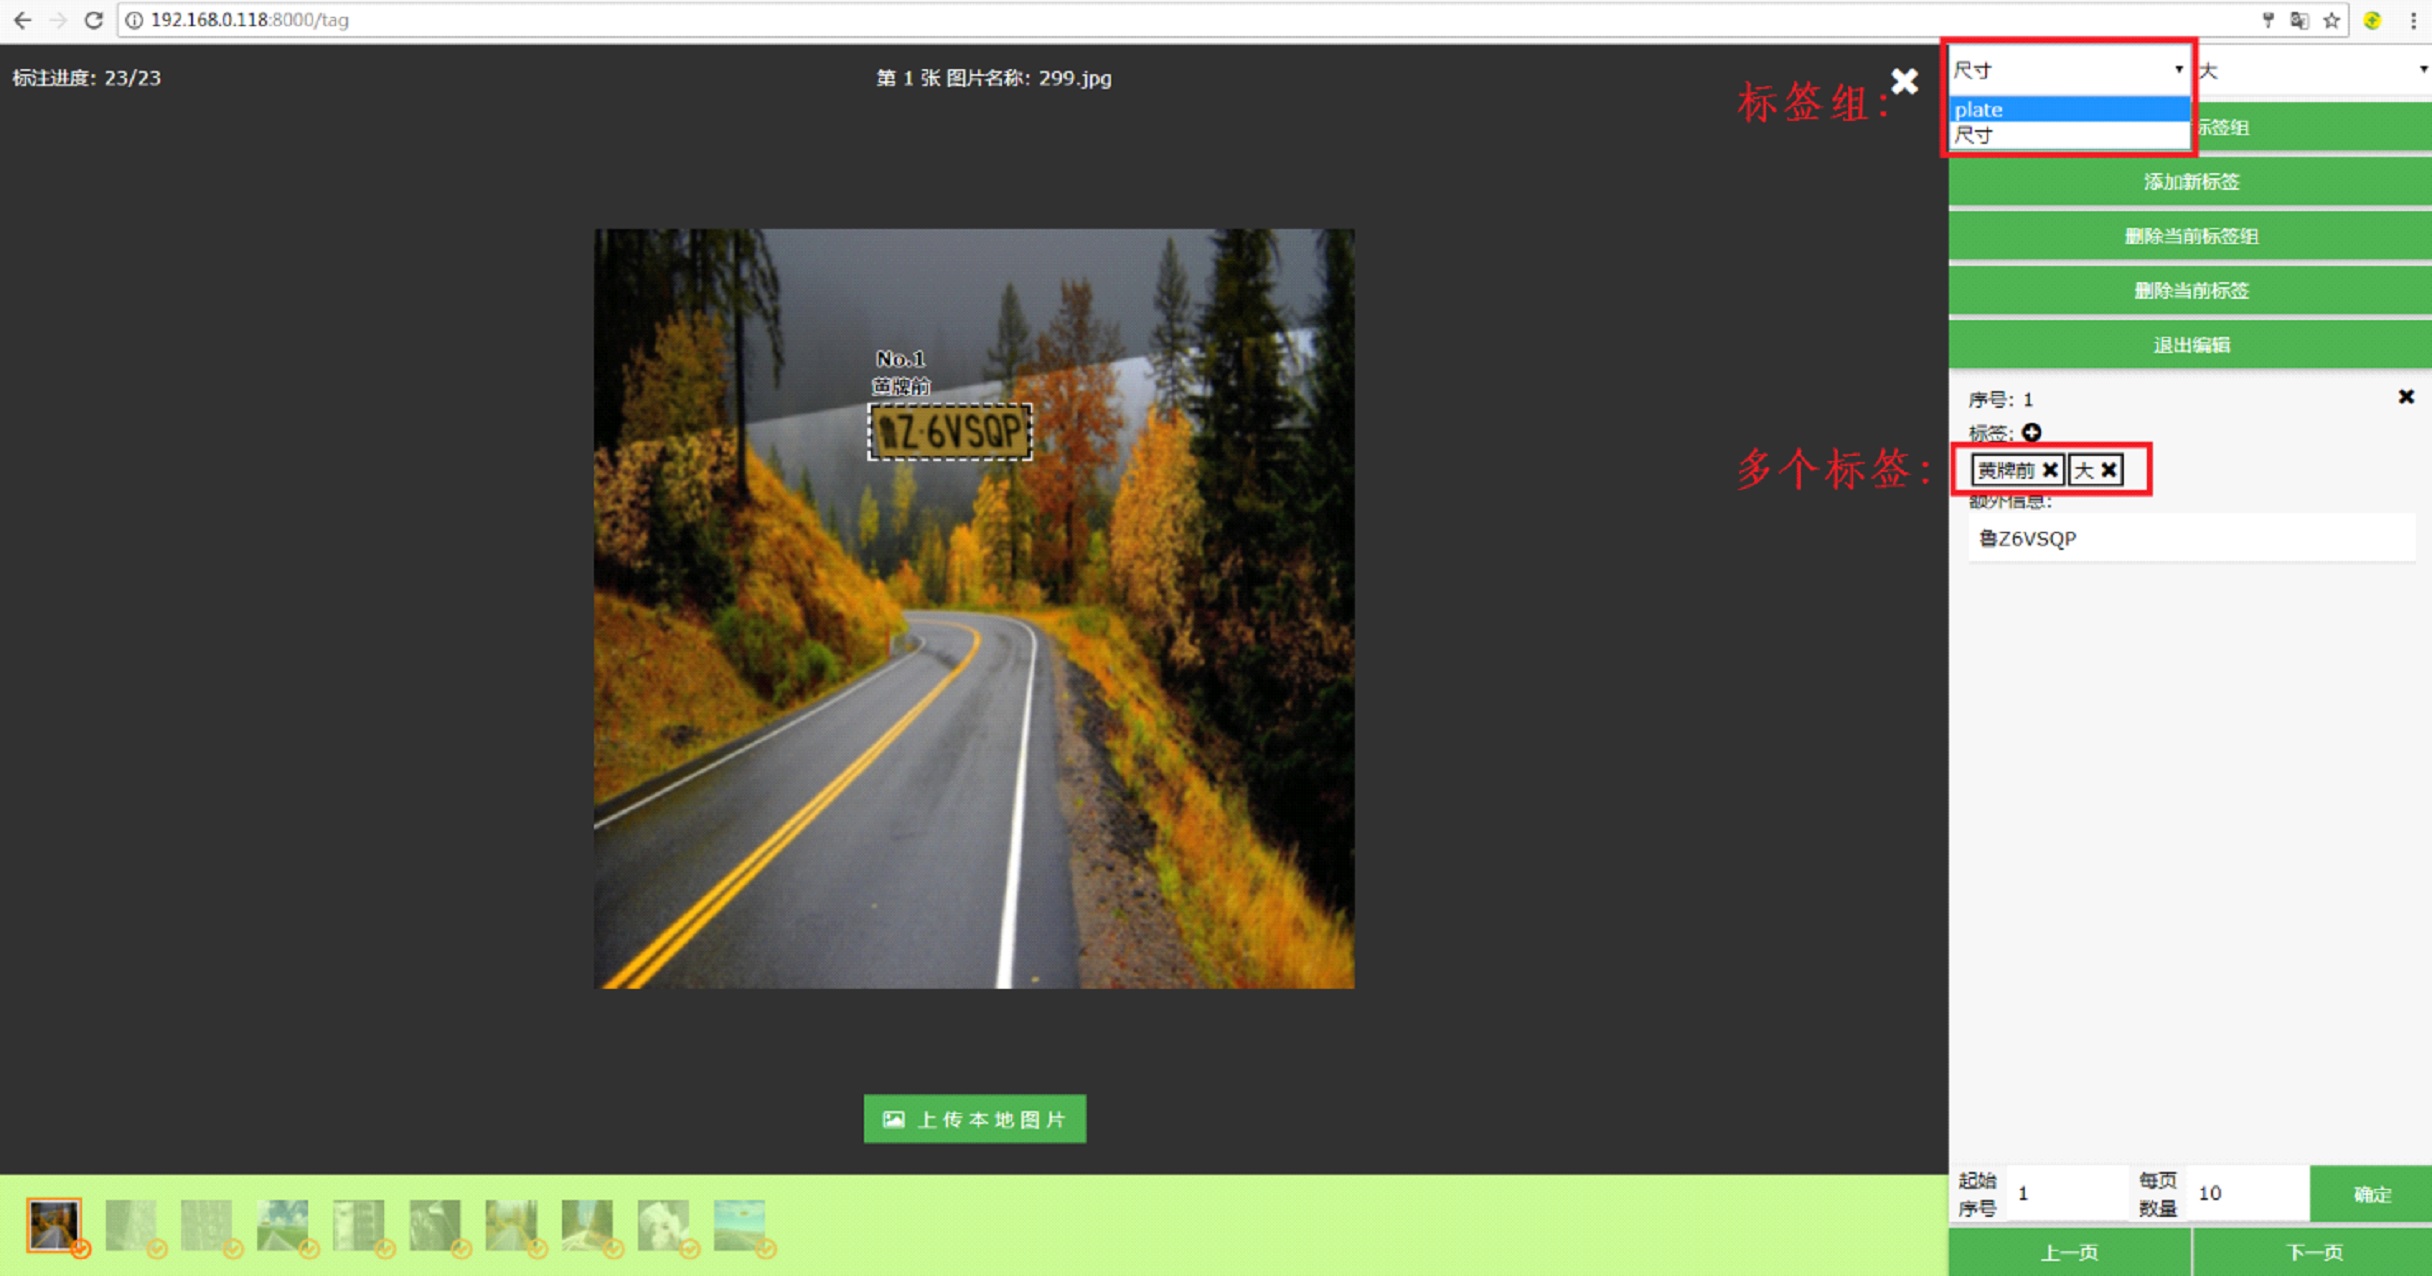 192.168.0.118:8000/tag
标注进度: 23/23
第 1 张 图片名称: 299.jpg
标签组:
尺寸
大
plate
尺寸
标签组
添加新标签
删除当前标签组
删除当前标签
退出编辑
No.1
黄牌前
鲁Z·6VSQP
序号: 1
标签:
多个标签:
黄牌前
大
额外信息:
鲁Z6VSQP
上传本地图片
起始序号
1
每页数量
10
确定
上一页
下一页